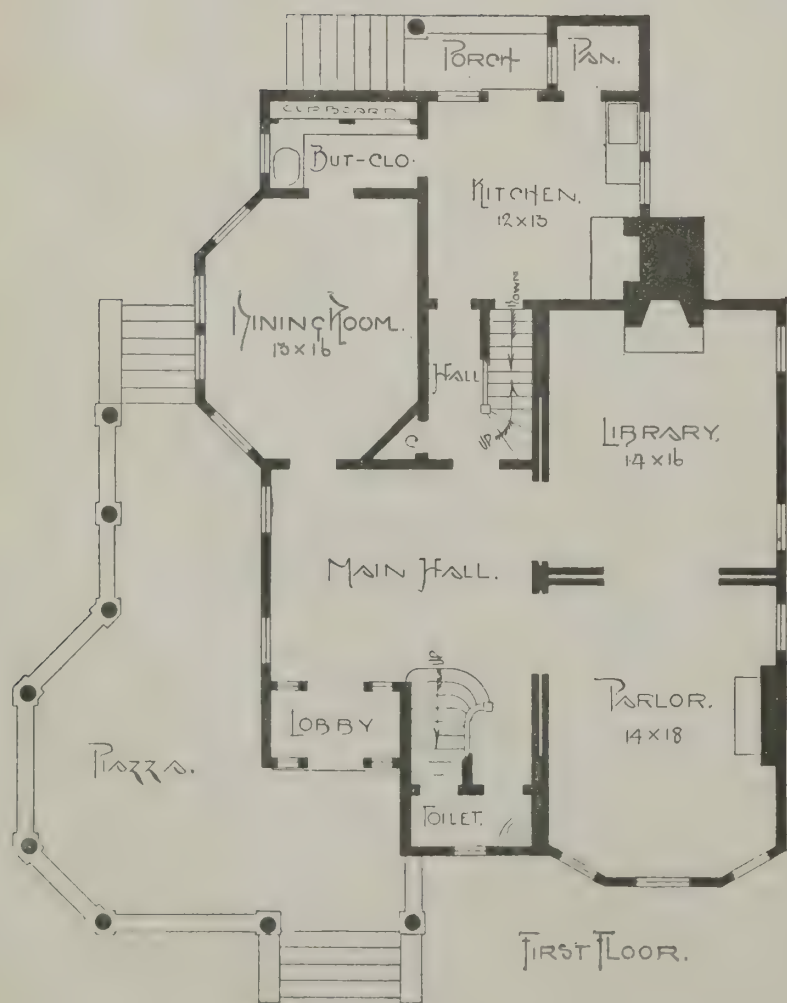 PORCH
PAN.
CUPBOARD
BUT-CLO.
KITCHEN.
12×13
DOWN
DINING ROOM.
13×16
HALL
C
UP
LIBRARY.
14×16
MAIN HALL.
UP
LOBBY
PARLOR.
14×18
PIAZZA.
TOILET.
FIRST FLOOR.